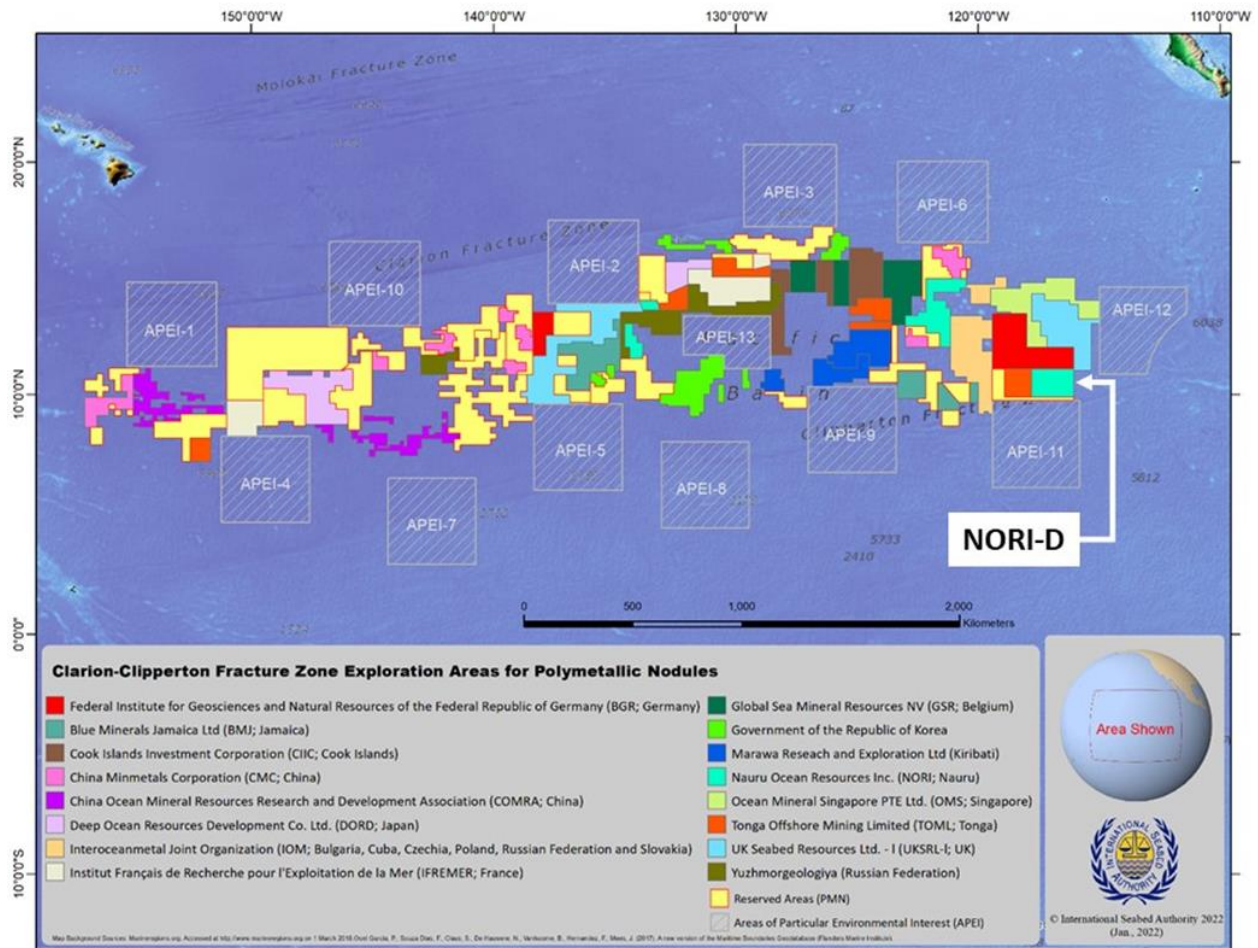 150°0'0"W 140°0'0"W 130°0'0"W 120°0'0"W 110°0'0"W
Molokai Fracture Zone
20°0'0"N
APEI-3
APEI-6
Clarion Fracture Zone
APEI-2
APEI-10
APEI-1
APEI-12
6038
APEI-13
c i f i c
10°0'0"N
B a s i n
Clipperton Fracture
APEI-9
APEI-5
APEI-11
APEI-4
APEI-8
5612
APEI-7
NORI-D
5733
2410
0 500 1,000 2,000
Kilometers
0°0'0"
Clarion-Clipperton Fracture Zone Exploration Areas for Polymetallic Nodules
Federal Institute for Geosciences and Natural Resources of the Federal Republic of Germany (BGR; Germany)
Blue Minerals Jamaica Ltd (BMJ; Jamaica)
Cook Islands Investment Corporation (CIIC; Cook Islands)
China Minmetals Corporation (CMC; China)
China Ocean Mineral Resources Research and Development Association (COMRA; China)
Deep Ocean Resources Development Co. Ltd. (DORD; Japan)
Interoceanmetal Joint Organization (IOM; Bulgaria, Cuba, Czechia, Poland, Russian Federation and Slovakia)
Institut Français de Recherche pour l'Exploitation de la Mer (IFREMER; France)
Global Sea Mineral Resources NV (GSR; Belgium)
Government of the Republic of Korea
Marawa Reseach and Exploration Ltd (Kiribati)
Nauru Ocean Resources Inc. (NORI; Nauru)
Ocean Mineral Singapore PTE Ltd. (OMS; Singapore)
Tonga Offshore Mining Limited (TOML; Tonga)
UK Seabed Resources Ltd. - I (UKSRL-I; UK)
Yuzhmorgeologiya (Russian Federation)
Reserved Areas (PMN)
Areas of Particular Environmental Interest (APEI)
Area Shown
INTERNATIONAL SEABED
AUTHORITY
10°0'0"S
© International Seabed Authority 2022
(Jan., 2022)